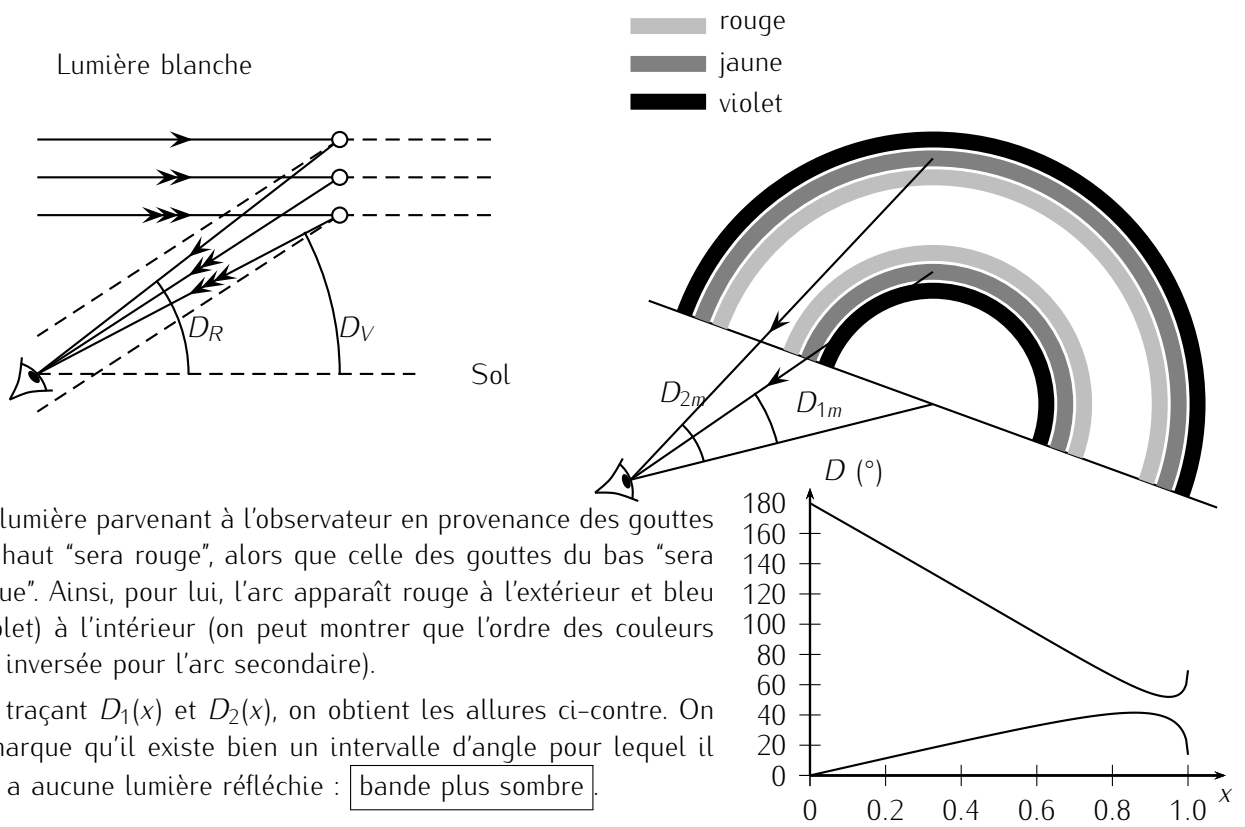 rouge
Lumière blanche
jaune
violet
D_R
D_V
Sol
D_{2m}
D_{1m}
lumière parvenant à l'observateur en provenance des gouttes
haut “sera rouge”, alors que celle des gouttes du bas “sera
ue”. Ainsi, pour lui, l'arc apparaît rouge à l'extérieur et bleu
olet) à l'intérieur (on peut montrer que l'ordre des couleurs
inversée pour l'arc secondaire).
traçant D_1(x) et D_2(x), on obtient les allures ci-contre. On
marque qu'il existe bien un intervalle d'angle pour lequel il
a aucune lumière réfléchie : bande plus sombre.
D (°)
180
160
140
120
100
80
60
40
20
0
0 0.2 0.4 0.6 0.8 1.0 x